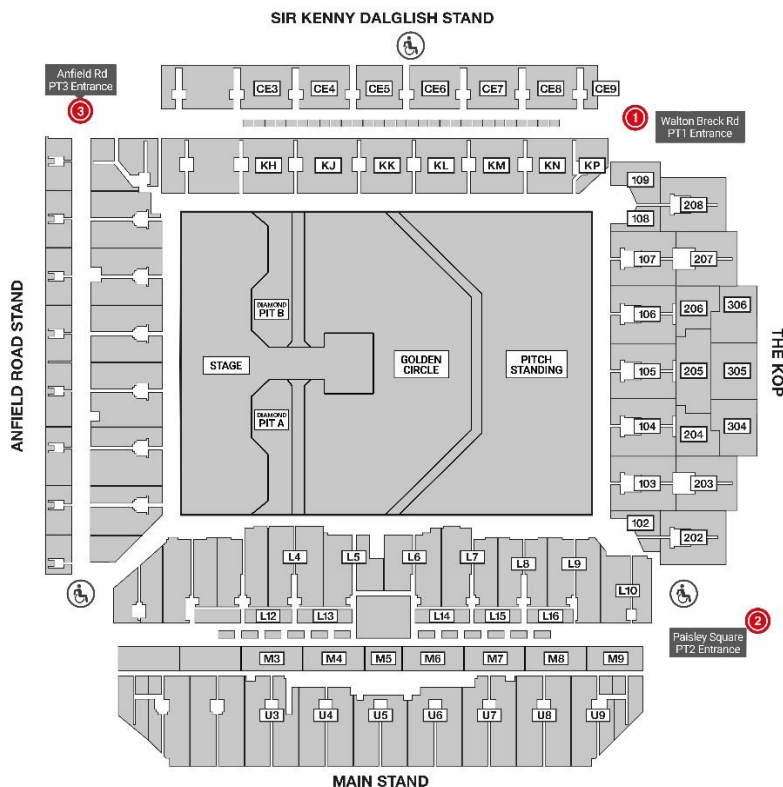 SIR KENNY DALGLISH STAND
Anfield Rd
PT3 Entrance
3
CE3
CE4
CE5
CE6
CE7
CE8
CE9
1
Walton Breck Rd
PT1 Entrance
KH
KJ
KK
KL
KM
KN
KP
109
108
208
107
207
106
206
306
105
205
305
104
204
304
103
203
102
202
ANFIELD ROAD STAND
THE KOP
DIAMOND
PIT B
STAGE
GOLDEN
CIRCLE
PITCH
STANDING
DIAMOND
PIT A
L4
L5
L6
L7
L8
L9
L10
L12
L13
L14
L15
L16
2
Paisley Square
PT2 Entrance
M3
M4
M5
M6
M7
M8
M9
U3
U4
U5
U6
U7
U8
U9
MAIN STAND